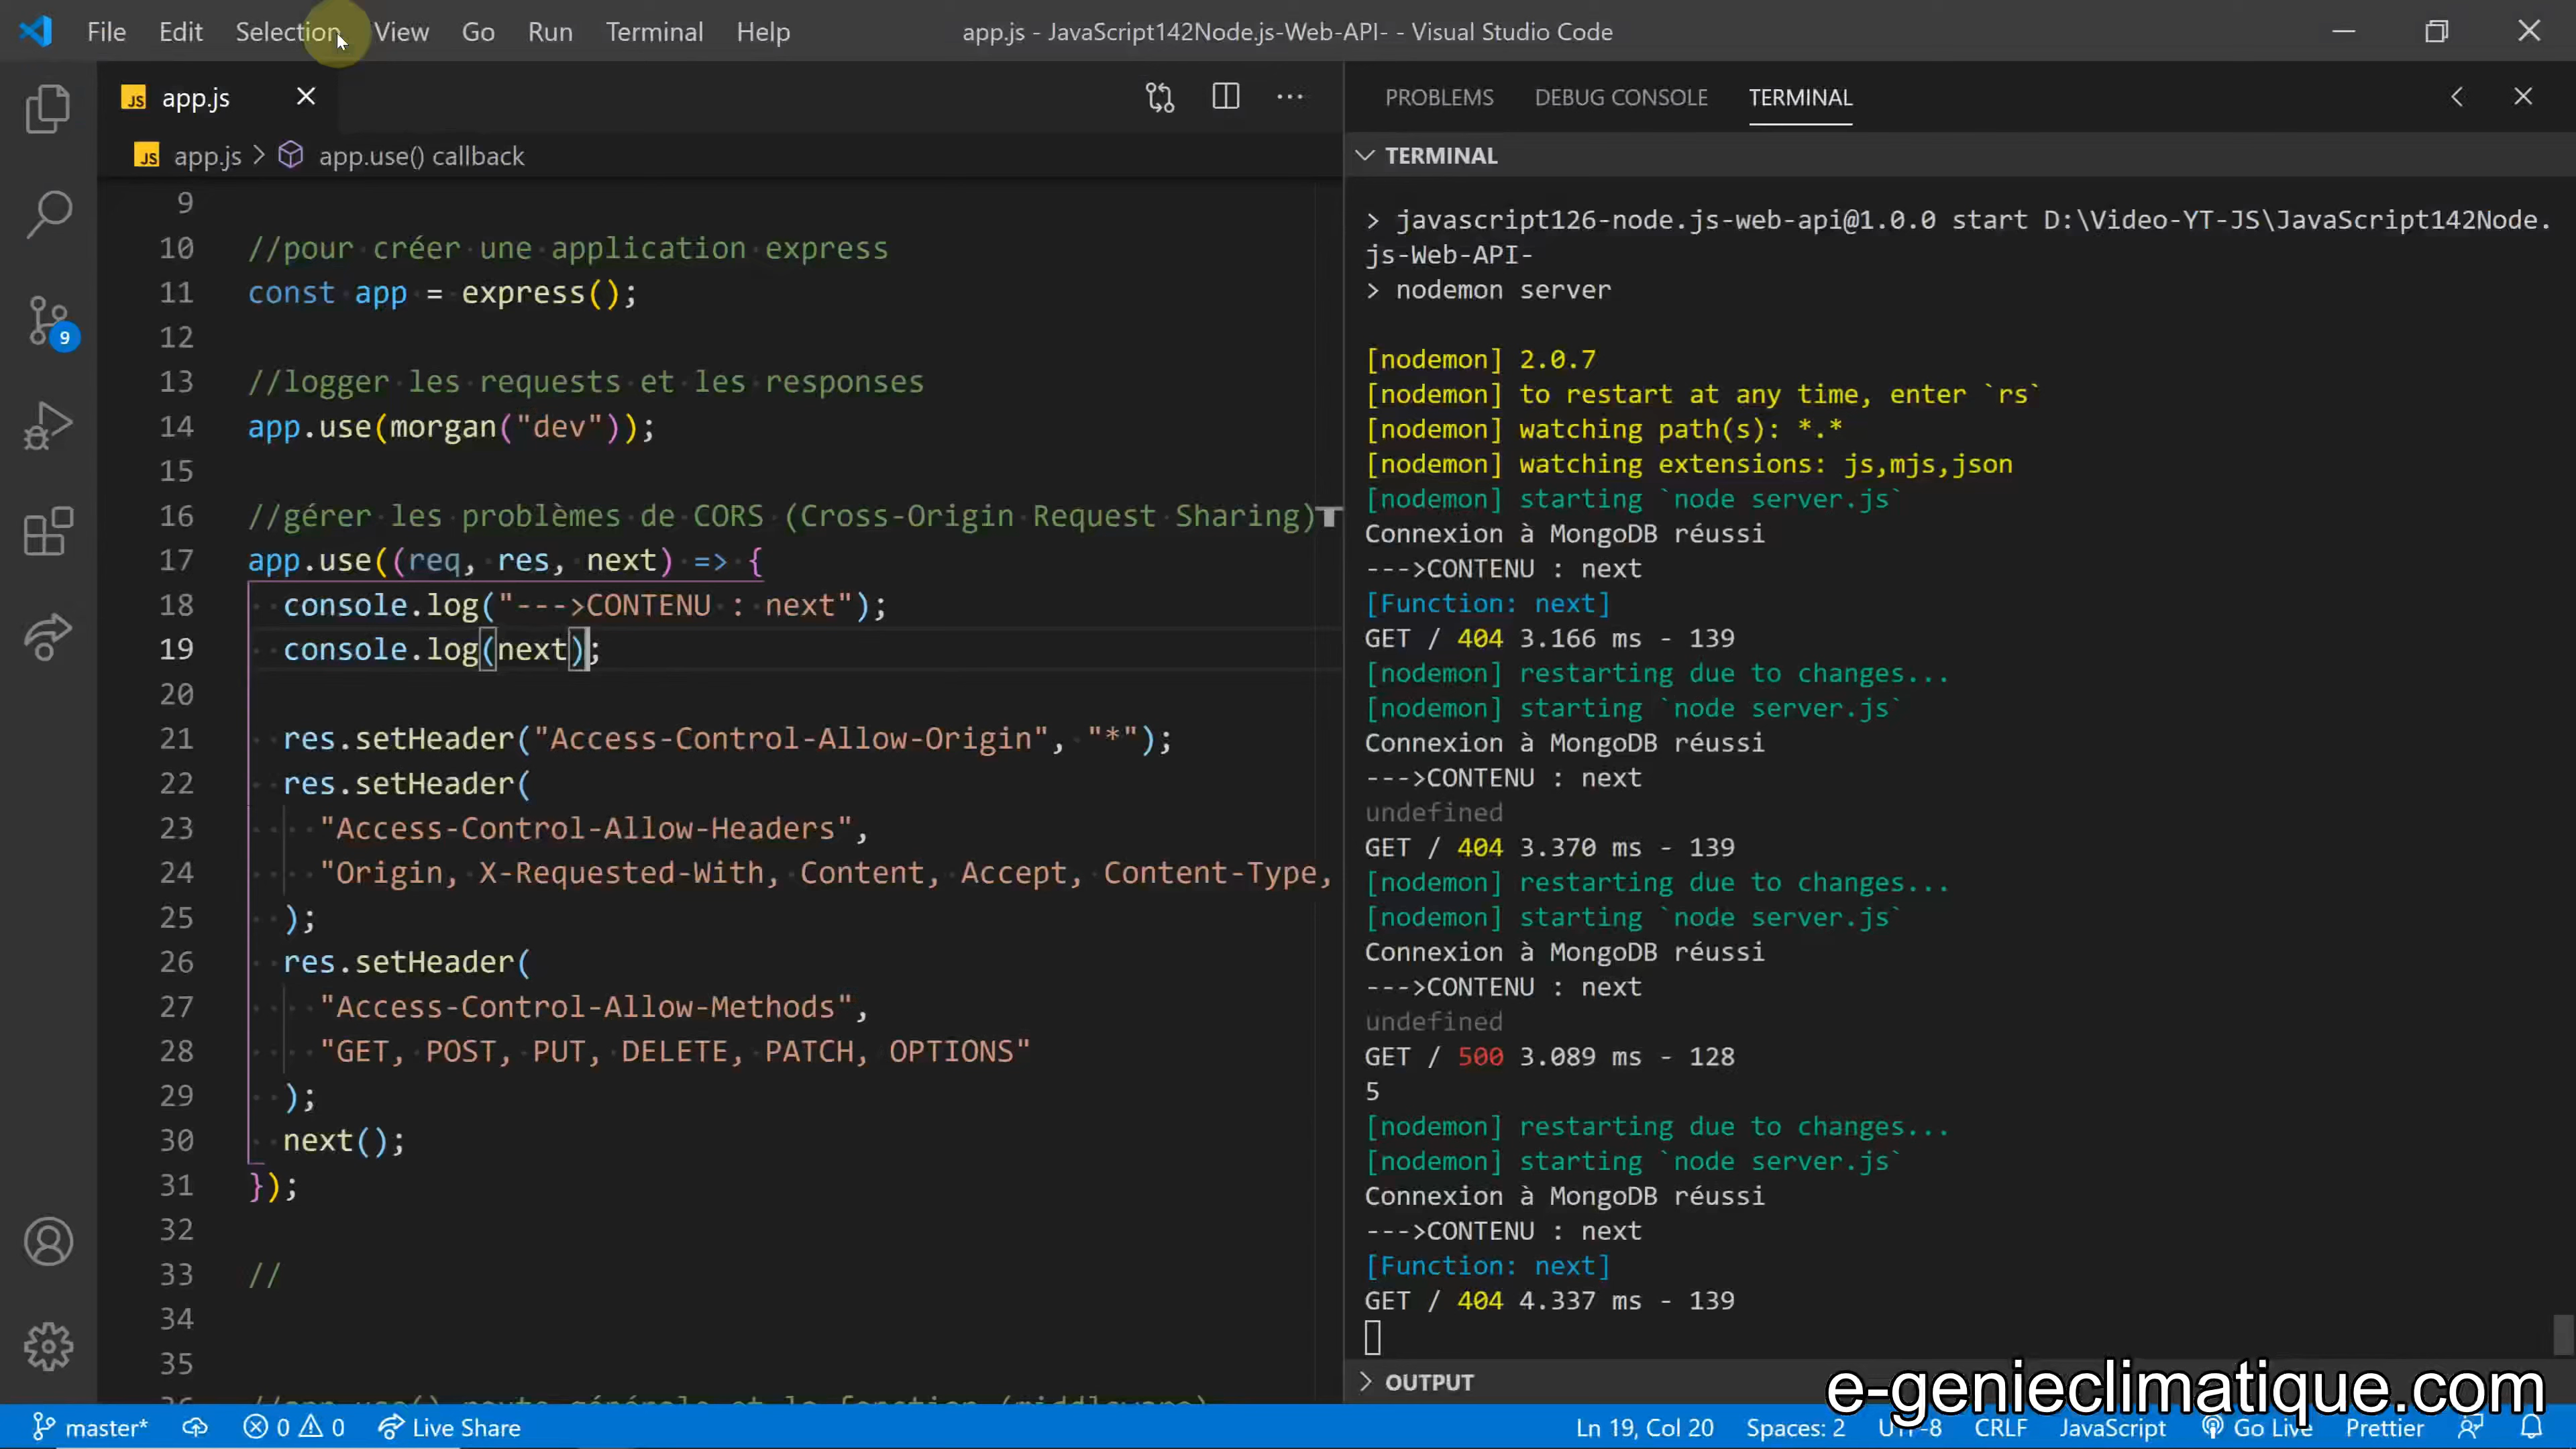 File Edit Selection View Go Run Terminal Help app.js - JavaScript142Node.js-Web-API- - Visual Studio Code
JS app.js
JS app.js > app.use() callback
9
10 //pour créer une application express
11 const app = express();
12
13 //logger les requests et les responses
14 app.use(morgan("dev"));
15
16 //gérer les problèmes de CORS (Cross-Origin Request Sharing)
17 app.use((req, res, next) => {
18 console.log("--->CONTENU : next");
19 console.log(next);
20
21 res.setHeader("Access-Control-Allow-Origin", "*");
22 res.setHeader(
23 "Access-Control-Allow-Headers",
24 "Origin, X-Requested-With, Content, Accept, Content-Type,
25 );
26 res.setHeader(
27 "Access-Control-Allow-Methods",
28 "GET, POST, PUT, DELETE, PATCH, OPTIONS"
29 );
30 next();
31 });
32
33 //
34
35
PROBLEMS DEBUG CONSOLE TERMINAL
TERMINAL
> javascript126-node.js-web-api@1.0.0 start D:\Video-YT-JS\JavaScript142Node.
js-Web-API-
> nodemon server
[nodemon] 2.0.7
[nodemon] to restart at any time, enter `rs`
[nodemon] watching path(s): *.*
[nodemon] watching extensions: js,mjs,json
[nodemon] starting `node server.js`
Connexion à MongoDB réussi
--->CONTENU : next
[Function: next]
GET / 404 3.166 ms - 139
[nodemon] restarting due to changes...
[nodemon] starting `node server.js`
Connexion à MongoDB réussi
--->CONTENU : next
undefined
GET / 404 3.370 ms - 139
[nodemon] restarting due to changes...
[nodemon] starting `node server.js`
Connexion à MongoDB réussi
--->CONTENU : next
undefined
GET / 500 3.089 ms - 128
5
[nodemon] restarting due to changes...
[nodemon] starting `node server.js`
Connexion à MongoDB réussi
--->CONTENU : next
[Function: next]
GET / 404 4.337 ms - 139
OUTPUT
e-genieclimatique.com
9
master* 0 0 Live Share Ln 19, Col 20 Spaces: 2 UTF-8 CRLF JavaScript Go Live Prettier